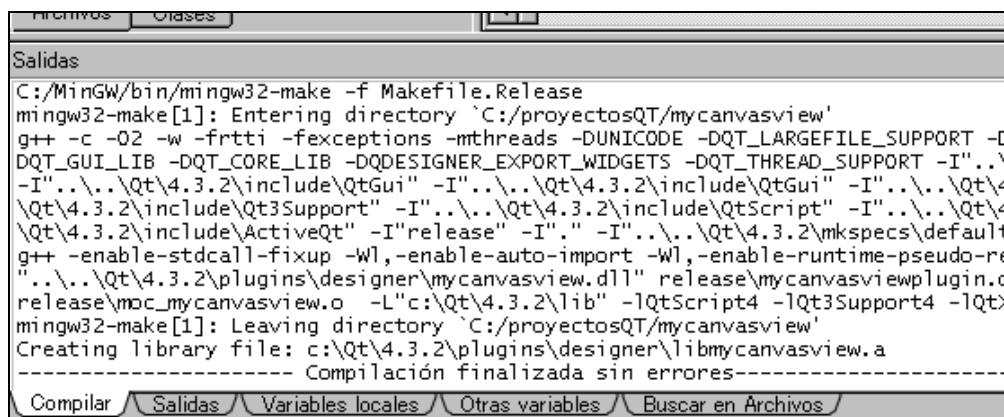 Archivos Clases
Salidas
C:/MinGW/bin/mingw32-make -f Makefile.Release
mingw32-make[1]: Entering directory `C:/proyectosQT/mycanvasview'
g++ -c -O2 -w -frtti -fexceptions -mthreads -DUNICODE -DQT_LARGEFILE_SUPPORT
DQT_GUI_LIB -DQT_CORE_LIB -DQDESIGNER_EXPORT_WIDGETS -DQT_THREAD_SUPPORT -I"..\
-I"..\..\Qt\4.3.2\include\QtGui" -I"..\..\Qt\4.3.2\include\QtGui" -I"..\..\Qt\4
\Qt\4.3.2\include\Qt3Support" -I"..\..\Qt\4.3.2\include\QtScript" -I"..\..\Qt\4
\Qt\4.3.2\include\ActiveQt" -I"release" -I"." -I"..\..\Qt\4.3.2\mkspecs\default
g++ -enable-stdcall-fixup -Wl,-enable-auto-import -Wl,-enable-runtime-pseudo-re
"..\..\Qt\4.3.2\plugins\designer\mycanvasview.dll" release\mycanvasviewplugin.o
release\moc_mycanvasview.o -L"c:\Qt\4.3.2\lib" -lQtScript4 -lQt3Support4
mingw32-make[1]: Leaving directory `C:/proyectosQT/mycanvasview'
Creating library file: c:\Qt\4.3.2\plugins\designer\libmycanvasview.a
---------------------- Compilación finalizada sin errores----------------------
Compilar Salidas Variables locales Otras variables Buscar en Archivos